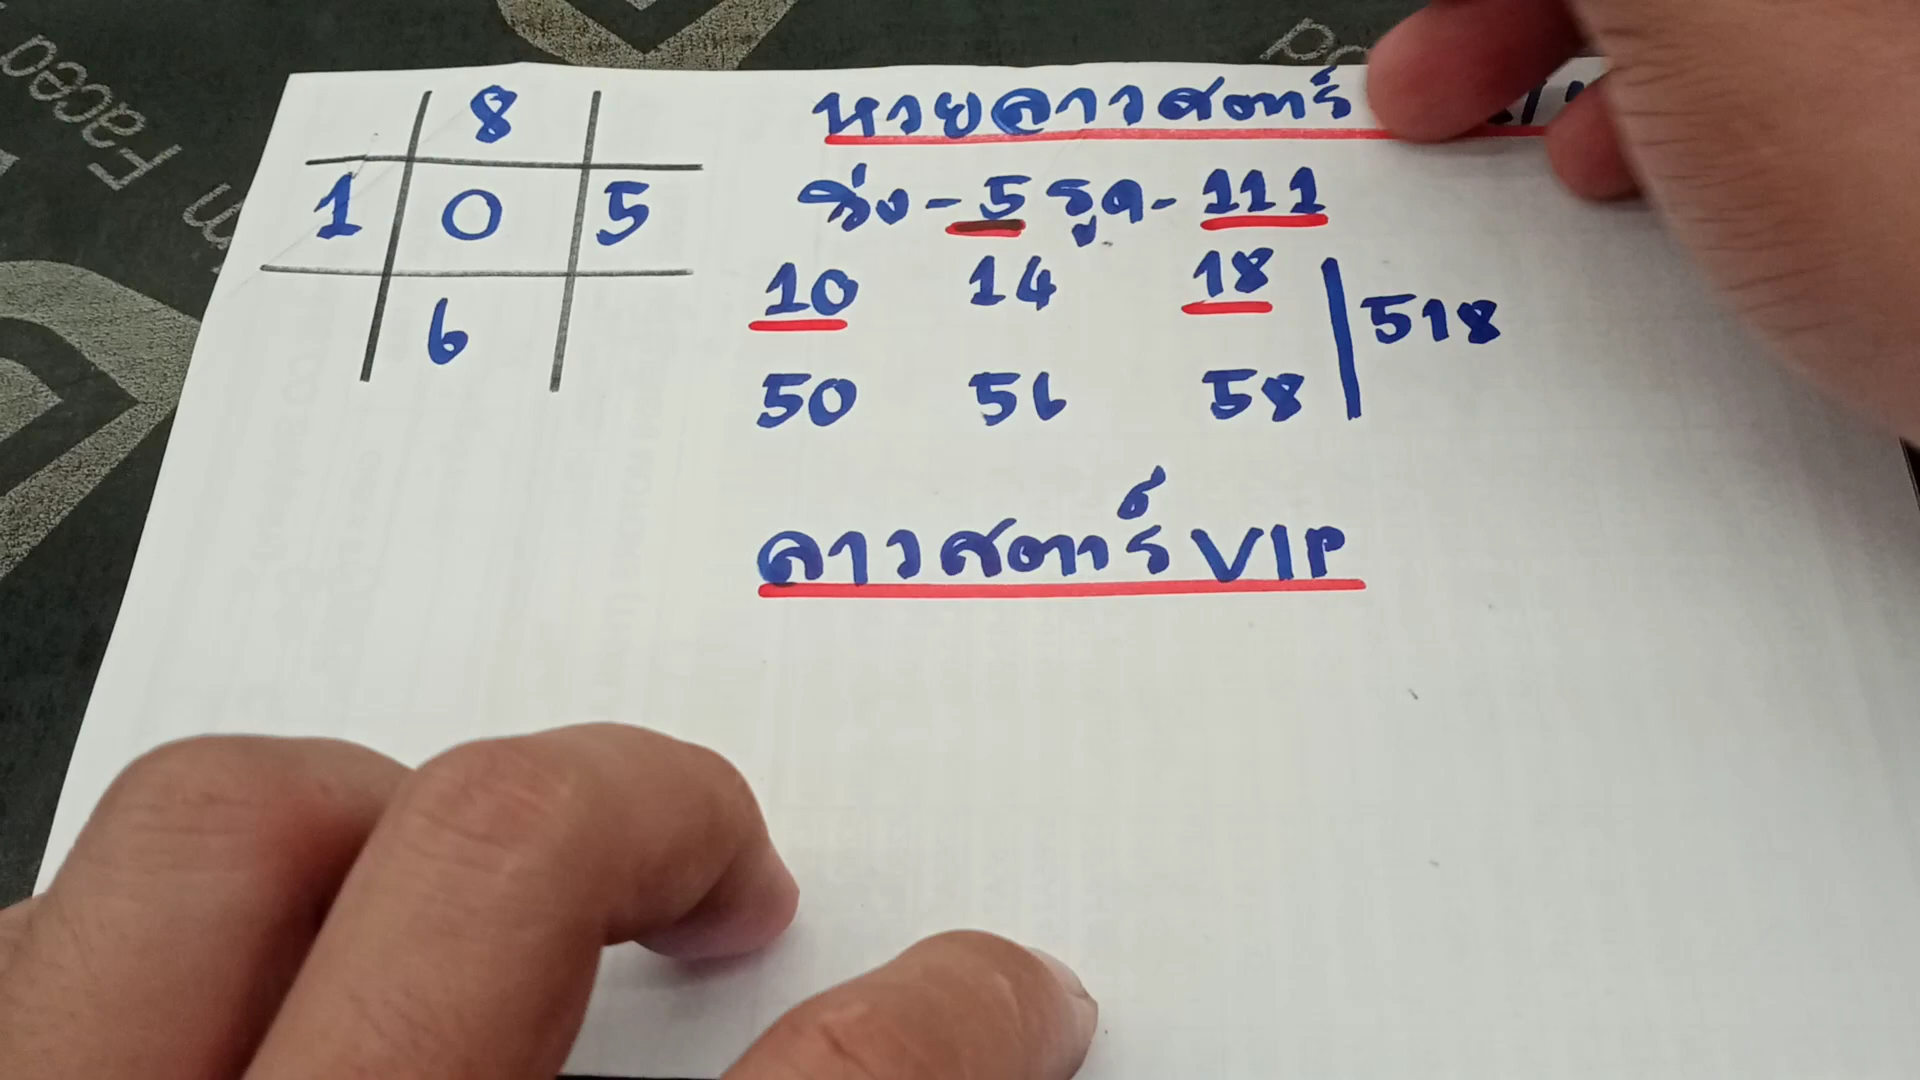 8
1 0 5
6
หวยลาวสตาร์
วิ่ง - 5 รูด - 111
10 14 18
518
50 56 58
ลาวสตาร์ VIP
Faced